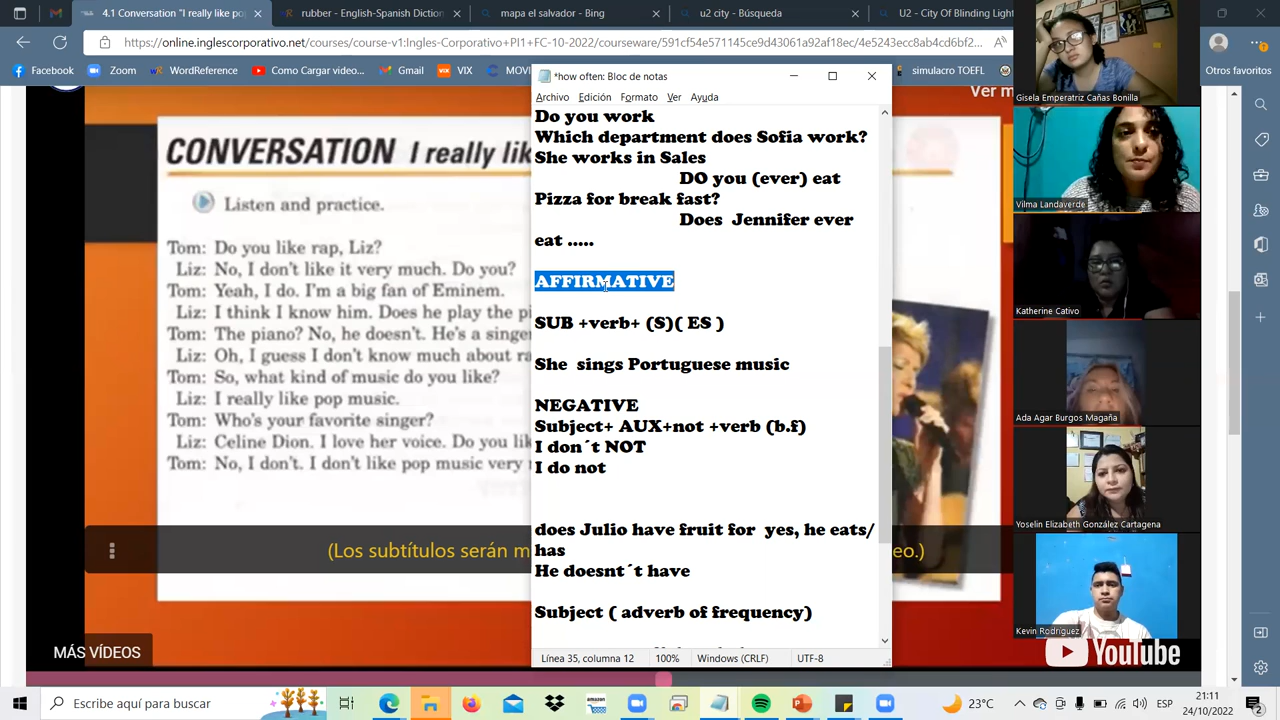 4.1 Conversation "I really like pop
rubber - English-Spanish Diction
mapa el salvador - Búsqueda
u2 city - Búsqueda
U2 - City Of Blinding Light
https://online.inglescorporativo.net/courses/course-v1:Ingles-Corporativo+PI1+FC-10-2022/courseware/591cf54e571145ce9d43061a92af18ec/4e5243ecc8ab4cd6bf2...
Facebook
Zoom
WordReference
Como Cargar video...
Gmail
VIX
MOVI
simulacro TOEFL
Otros favoritos
Ver m
CONVERSATION I really lik
Listen and practice.
Tom: Do you like rap, Liz?
Liz: No, I don't like it very much. Do you?
Tom: Yeah, I do. I'm a big fan of Eminem.
Liz: I think I know him. Does he play the pi
Tom: The piano? No, he doesn't. He's a singer
Liz: Oh, I guess I don't know much about ra
Tom: So, what kind of music do you like?
Liz: I really like pop music.
Tom: Who's your favorite singer?
Liz: Celine Dion. I love her voice. Do you lik
Tom: No, I don't. I don't like pop music very
(Los subtítulos serán m
eo.)
MÁS VÍDEOS
YouTube
*how often: Bloc de notas
Archivo Edición Formato Ver Ayuda
Do you work
Which department does Sofia work?
She works in Sales
DO you (ever) eat
Pizza for break fast?
Does Jennifer ever
eat .....
AFFIRMATIVE
SUB +verb+ (S)( ES )
She sings Portuguese music
NEGATIVE
Subject+ AUX+not +verb (b.f)
I don´t NOT
I do not
does Julio have fruit for yes, he eats/
has
He doesnt´t have
Subject ( adverb of frequency)
Línea 35, columna 12
100%
Windows (CRLF)
UTF-8
Gisela Emperatriz Cañas Bonilla
Vilma Landaverde
Katherine Cativo
Ada Agar Burgos Magaña
Yoselin Elizabeth González Cartagena
Kevin Rodríguez
Escribe aquí para buscar
amazon
23°C
ESP
21:11
24/10/2022
2